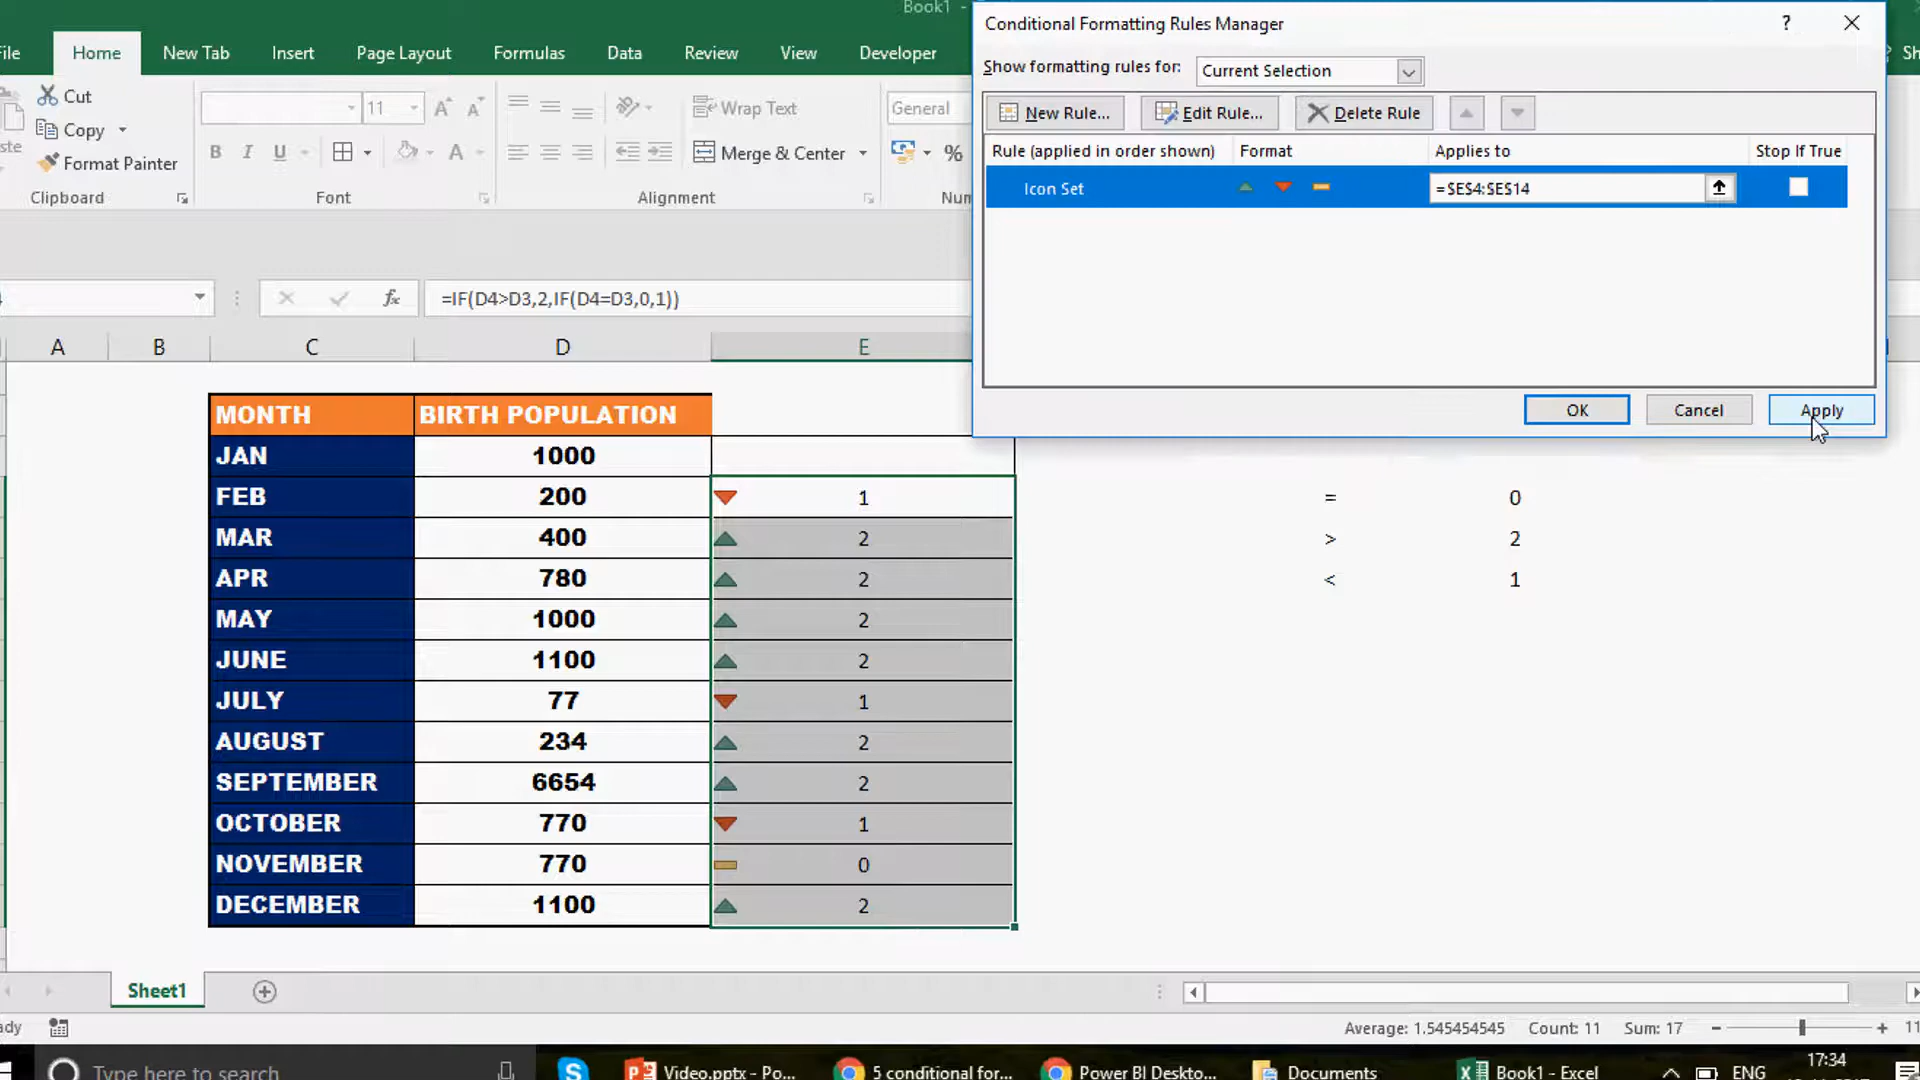 Book1 -
File Home New Tab Insert Page Layout Formulas Data Review View Developer
Cut
Copy
Format Painter
Clipboard
11
A A
B I U
A
Font
Wrap Text
Merge & Center
Alignment
General
%
Conditional Formatting Rules Manager
?
Show formatting rules for: Current Selection
New Rule... Edit Rule... Delete Rule
Rule (applied in order shown) Format Applies to Stop If True
Icon Set =$E$4:$E$14
OK Cancel Apply
fx =IF(D4>D3,2,IF(D4=D3,0,1))
A B C D E
MONTH BIRTH POPULATION
JAN 1000
FEB 200 1
MAR 400 2
APR 780 2
MAY 1000 2
JUNE 1100 2
JULY 77 1
AUGUST 234 2
SEPTEMBER 6654 2
OCTOBER 770 1
NOVEMBER 770 0
DECEMBER 1100 2
= 0
> 2
< 1
Sheet1
Average: 1.545454545 Count: 11 Sum: 17
Type here to search
Video.pptx - Po...
5 conditional for...
Power BI Deskto...
Documents
Book1 - Excel
ENG
17:34